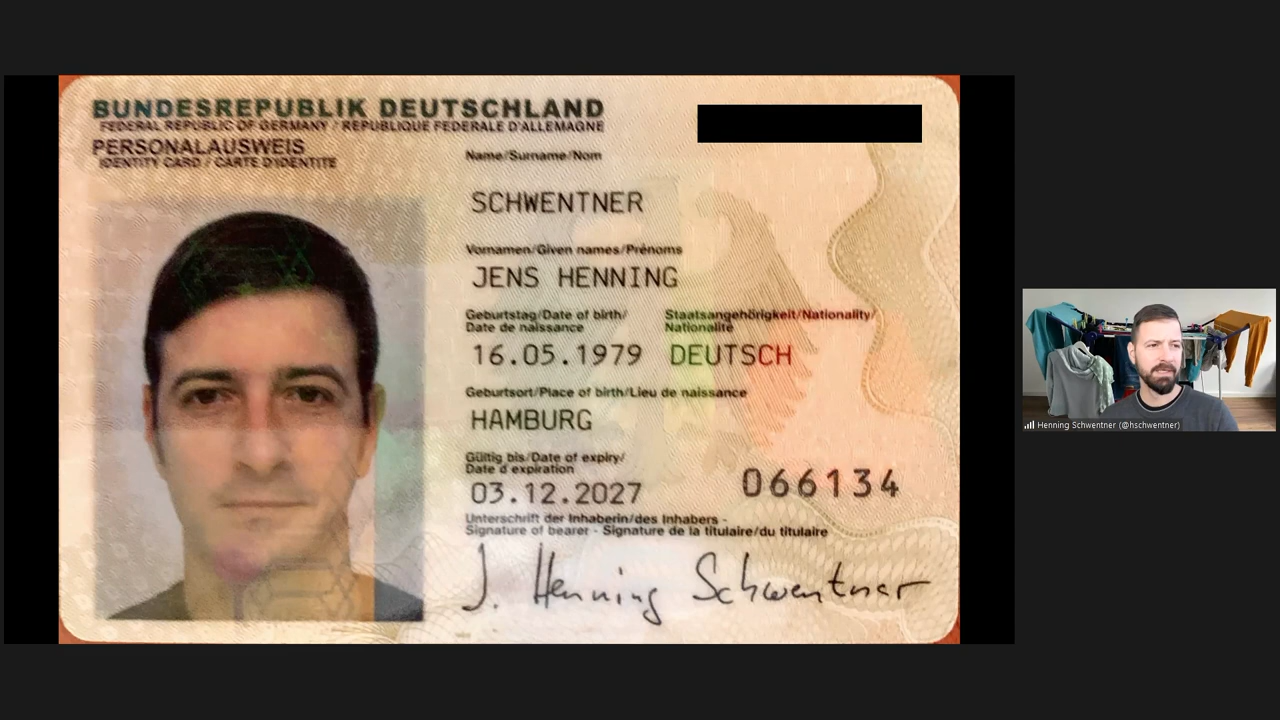 BUNDESREPUBLIK DEUTSCHLAND
FEDERAL REPUBLIC OF GERMANY / REPUBLIQUE FEDERALE D'ALLEMAGNE
PERSONALAUSWEIS
IDENTITY CARD / CARTE D'IDENTITE
Name/Surname/Nom
SCHWENTNER
Vornamen/Given names/Prénoms
JENS HENNING
Geburtstag/Date of birth/
Date de naissance
Staatsangehörigkeit/Nationality/
Nationalité
16.05.1979 DEUTSCH
Geburtsort/Place of birth/Lieu de naissance
HAMBURG
Gültig bis/Date of expiry/
Date d'expiration
03.12.2027
066134
Unterschrift der Inhaberin/des Inhabers -
Signature of bearer - Signature de la titulaire/du titulaire
J. Henning Schwentner
Henning Schwentner (@hschwentner)